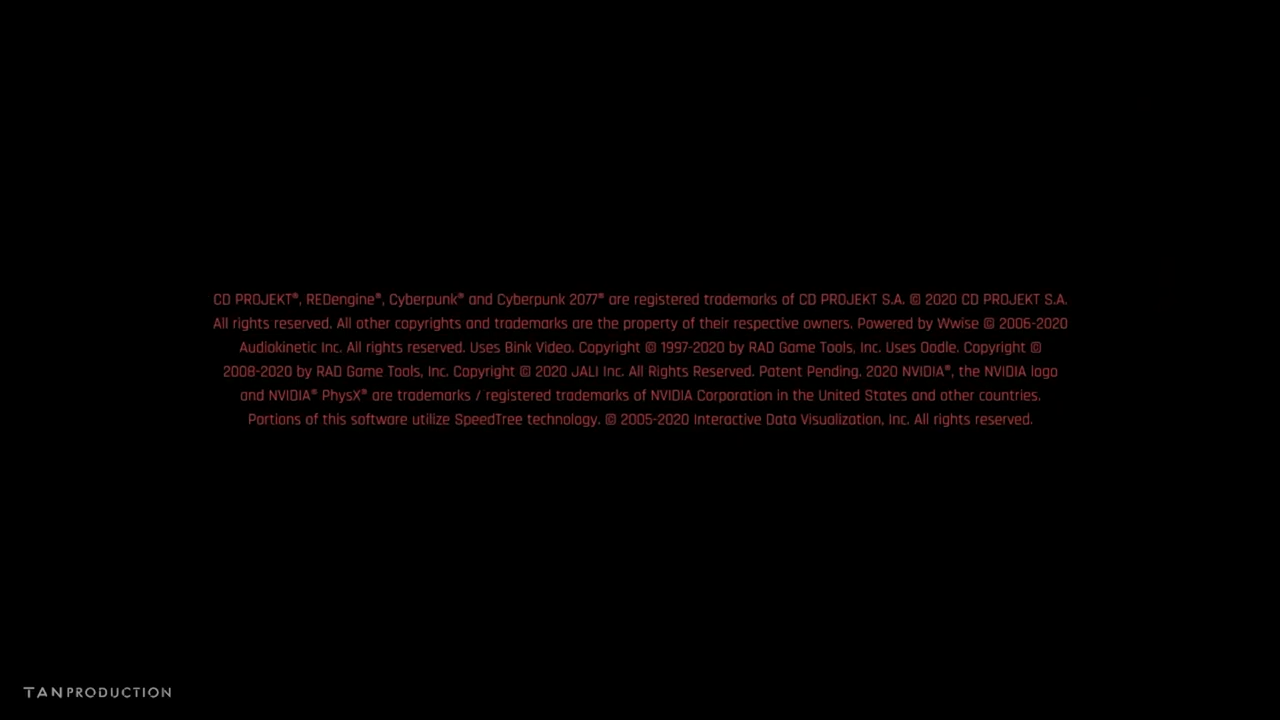 CD PROJEKT®, REDengine®, Cyberpunk® and Cyberpunk 2077® are registered trademarks of CD PROJEKT S.A. © 2020 CD PROJEKT S.A.
All rights reserved. All other copyrights and trademarks are the property of their respective owners. Powered by Wwise © 2006-2020
Audiokinetic Inc. All rights reserved. Uses Bink Video. Copyright © 1997-2020 by RAD Game Tools, Inc. Uses Oodle. Copyright ©
2008-2020 by RAD Game Tools, Inc. Copyright © 2020 JALI Inc. All Rights Reserved. Patent Pending. 2020 NVIDIA®, the NVIDIA logo
and NVIDIA® PhysX® are trademarks / registered trademarks of NVIDIA Corporation in the United States and other countries.
Portions of this software utilize SpeedTree technology. © 2005-2020 Interactive Data Visualization, Inc. All rights reserved.
TANPRODUCTION